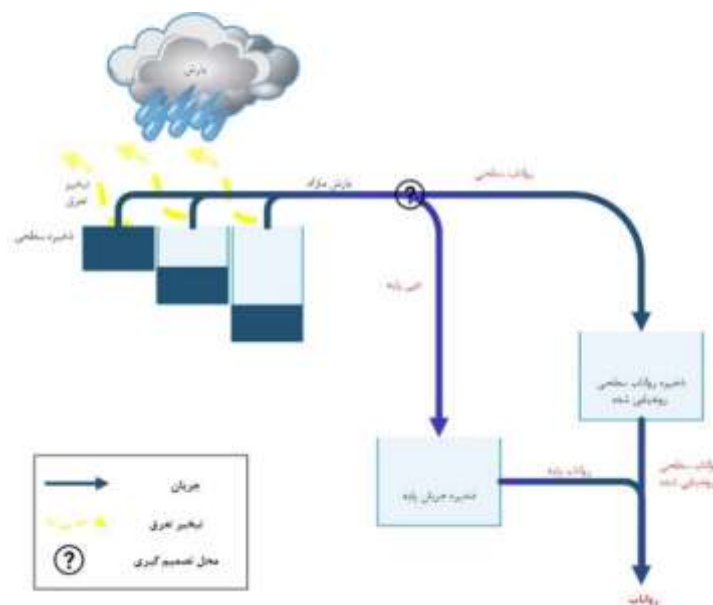 بارش
تبخیر
تعرق
ذخیره سطحی
بارش مازاد
?
رواناب سطحی
دبی پایه
ذخیره رواناب سطحی
روندیابی شده
ذخیره جریان پایه
رواناب پایه
رواناب سطحی
روندیابی شده
رواناب
جریان
تبخیر تعرق
? محل تصمیم گیری